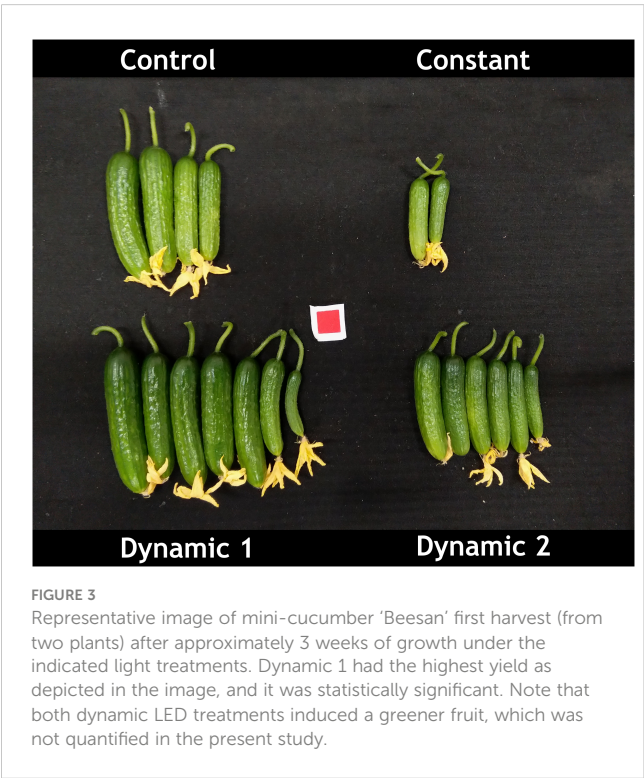 Control Constant
Dynamic 1 Dynamic 2
FIGURE 3
Representative image of mini-cucumber ‘Beesan’ first harvest (from
two plants) after approximately 3 weeks of growth under the
indicated light treatments. Dynamic 1 had the highest yield as
depicted in the image, and it was statistically significant. Note that
both dynamic LED treatments induced a greener fruit, which was
not quantified in the present study.